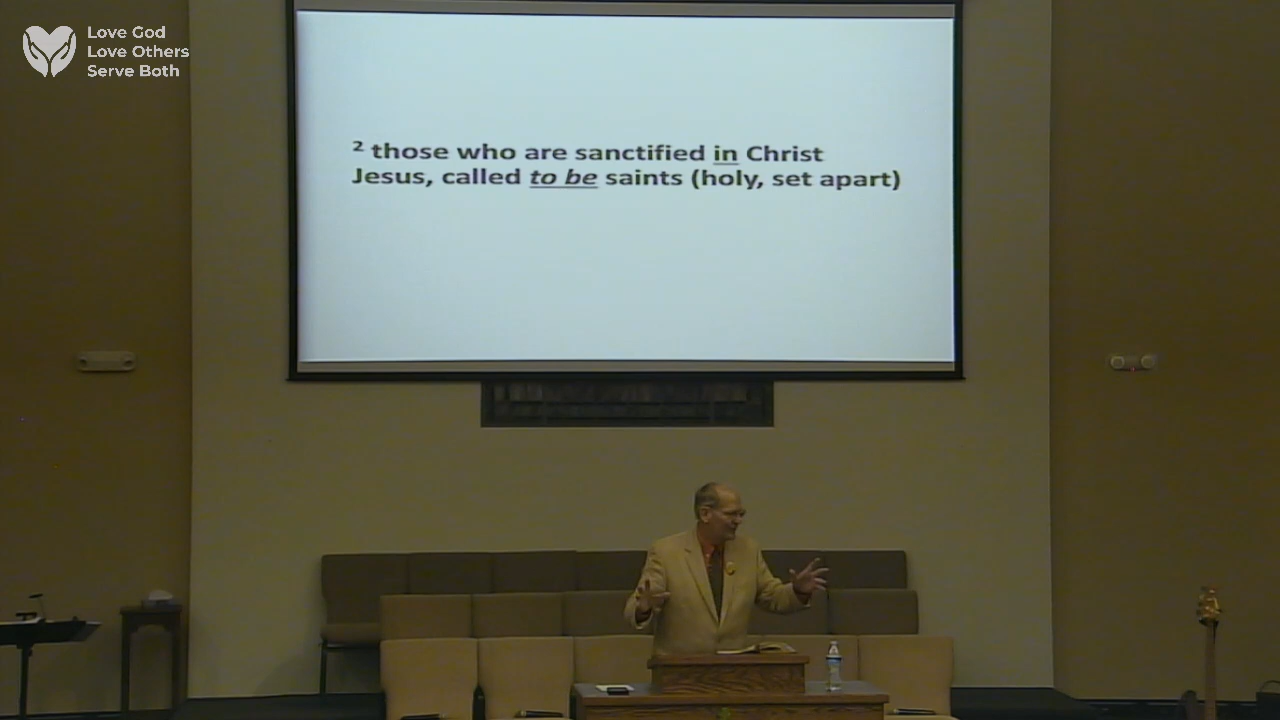 Love God
Love Others
Serve Both
² those who are sanctified in Christ
Jesus, called to be saints (holy, set apart)